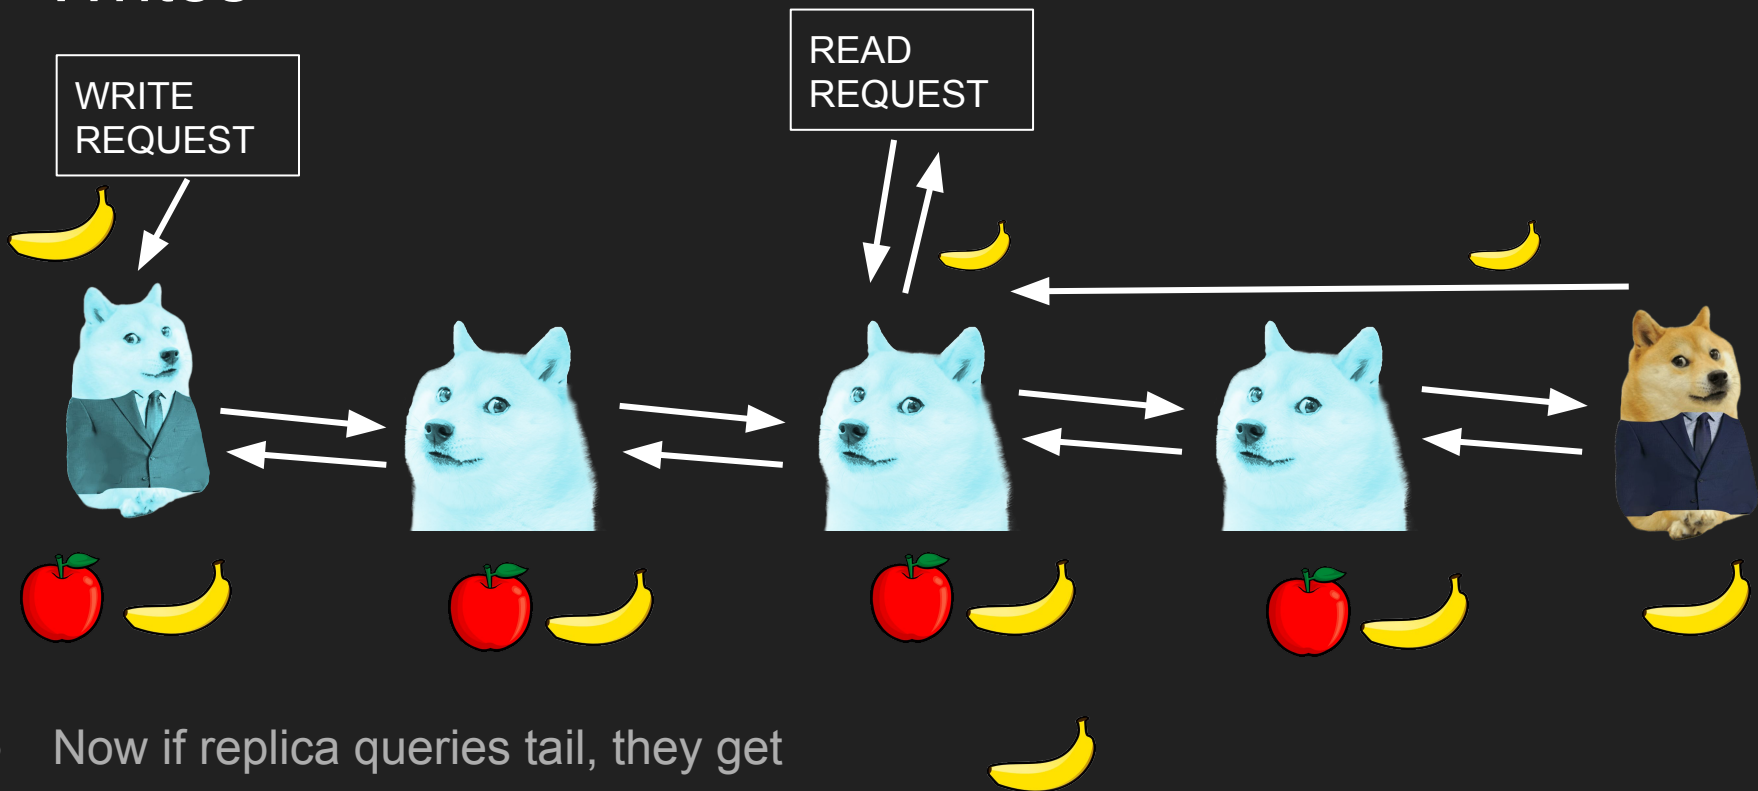 WRITE
REQUEST
READ
REQUEST
Now if replica queries tail, they get